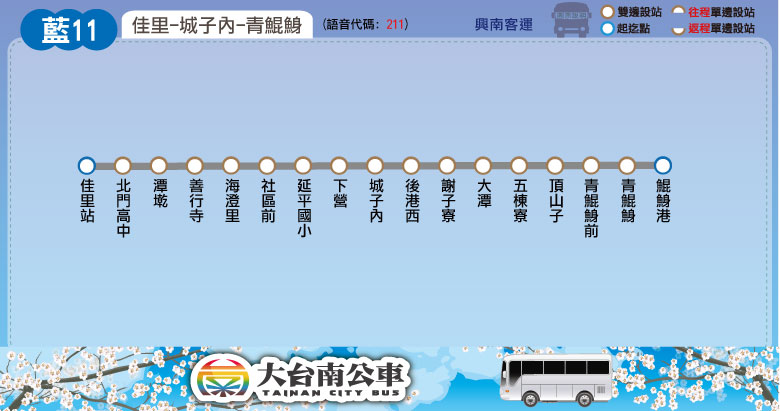 藍11
佳里-城子內-青鯤鯓
(語音代碼: 211)
興南客運
雙邊設站
往程單邊設站
起迄點
返程單邊設站
佳里站
北門高中
潭墘
善行寺
海澄里
社區前
延平國小
下營
城子內
後港西
謝子寮
大潭
五棟寮
頂山子
青鯤鯓前
青鯤鯓
鯤鯓港
大台南公車
TAINAN CITY BUS